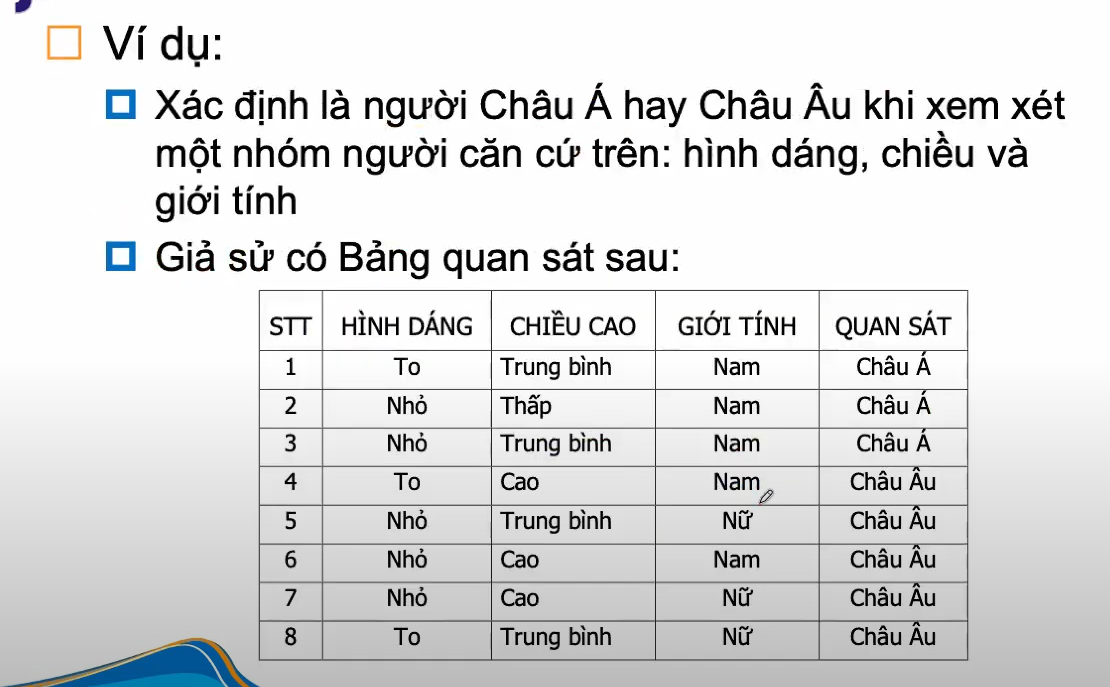 Ví dụ:
Xác định là người Châu Á hay Châu Âu khi xem xét
một nhóm người căn cứ trên: hình dáng, chiều và
giới tính
Giả sử có Bảng quan sát sau:
STT HÌNH DÁNG CHIỀU CAO GIỚI TÍNH QUAN SÁT
1 To Trung bình Nam Châu Á
2 Nhỏ Thấp Nam Châu Á
3 Nhỏ Trung bình Nam Châu Á
4 To Cao Nam Châu Âu
5 Nhỏ Trung bình Nữ Châu Âu
6 Nhỏ Cao Nam Châu Âu
7 Nhỏ Cao Nữ Châu Âu
8 To Trung bình Nữ Châu Âu